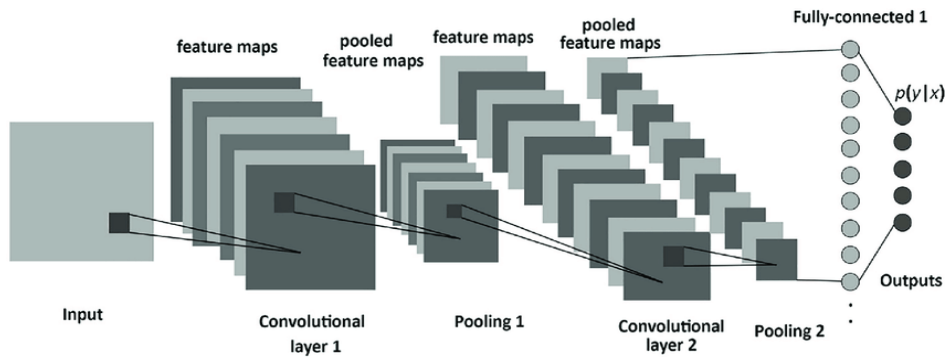 Fully-connected 1
feature maps
pooled
feature maps
feature maps
pooled
feature maps
p(y|x)
Outputs
Input
Convolutional
layer 1
Pooling 1
Convolutional
layer 2
Pooling 2